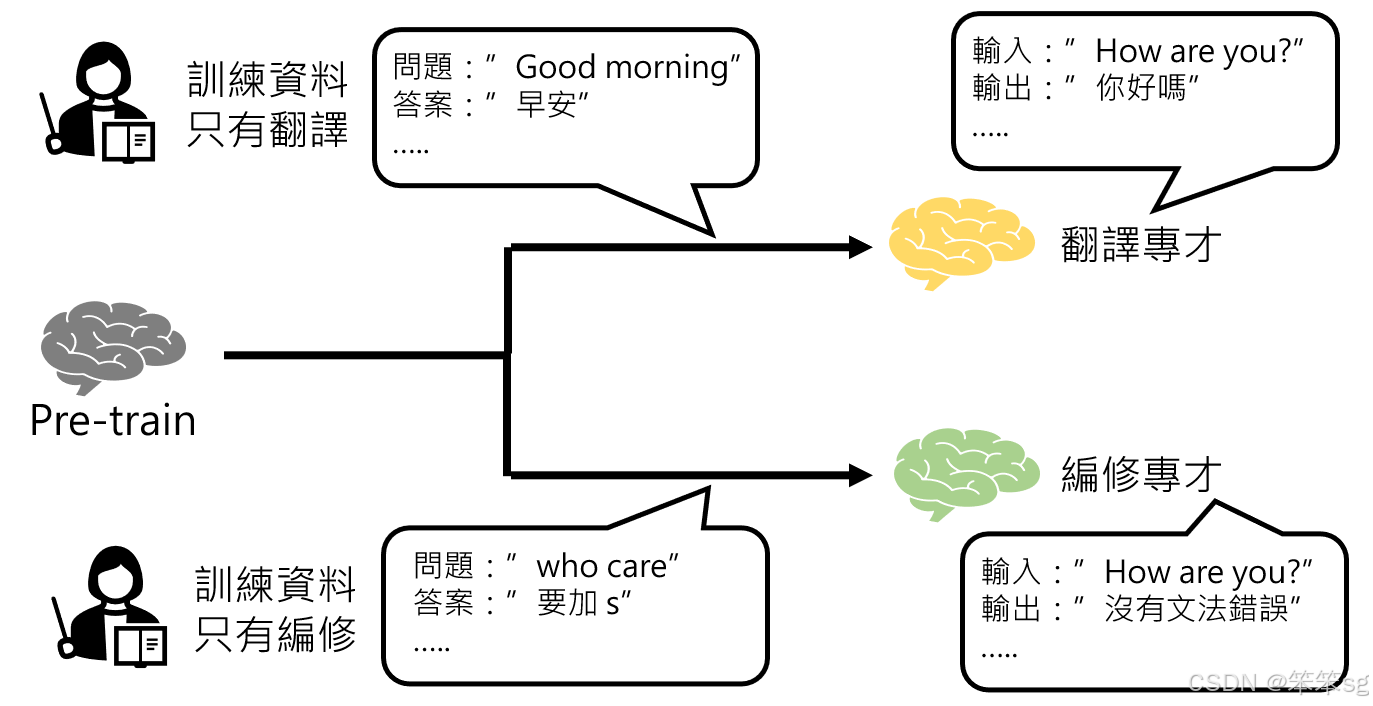 訓練資料
只有翻譯
問題：” Good morning”
答案：” 早安”
…..
輸入：” How are you?”
輸出：” 你好嗎”
…..
翻譯專才
Pre-train
編修專才
訓練資料
只有編修
問題：” who care”
答案：” 要加 s”
…..
輸入：” How are you?”
輸出：” 沒有文法錯誤”
…..
CSDN @笨笨sg